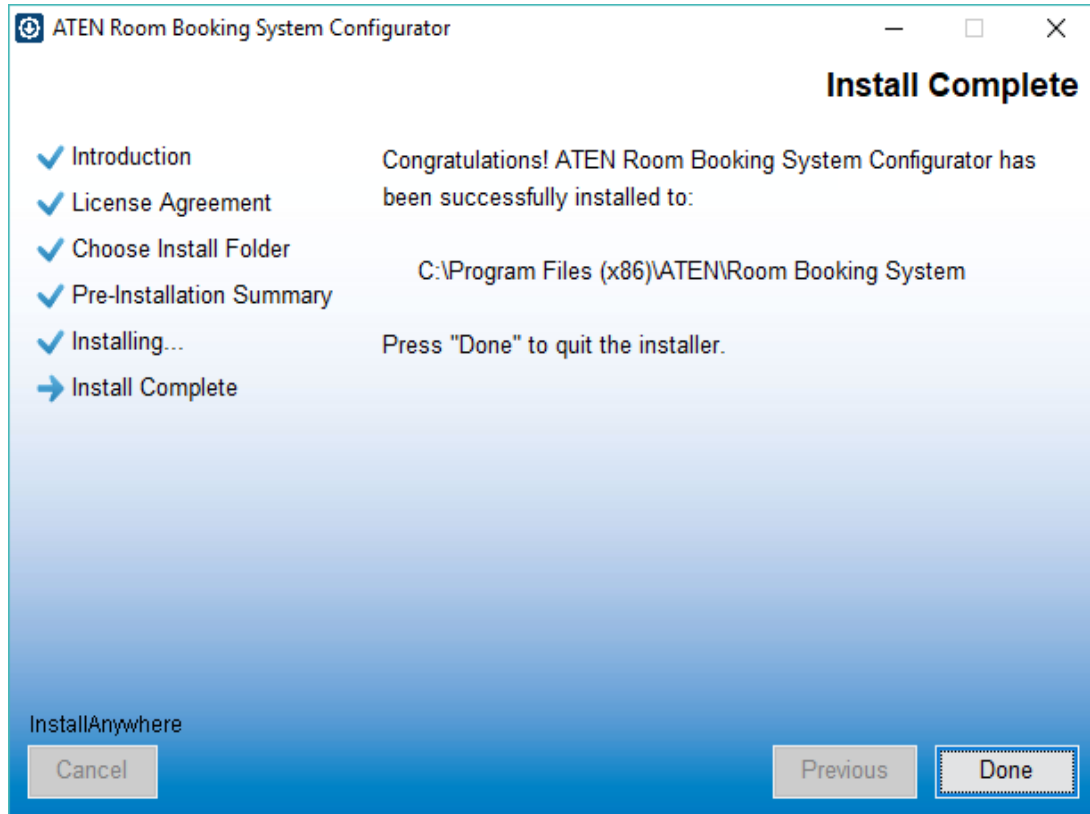 ATEN Room Booking System Configurator
Install Complete
Introduction
License Agreement
Choose Install Folder
Pre-Installation Summary
Installing...
Install Complete
Congratulations! ATEN Room Booking System Configurator has
been successfully installed to:
C:\Program Files (x86)\ATEN\Room Booking System
Press "Done" to quit the installer.
InstallAnywhere
Cancel
Previous
Done